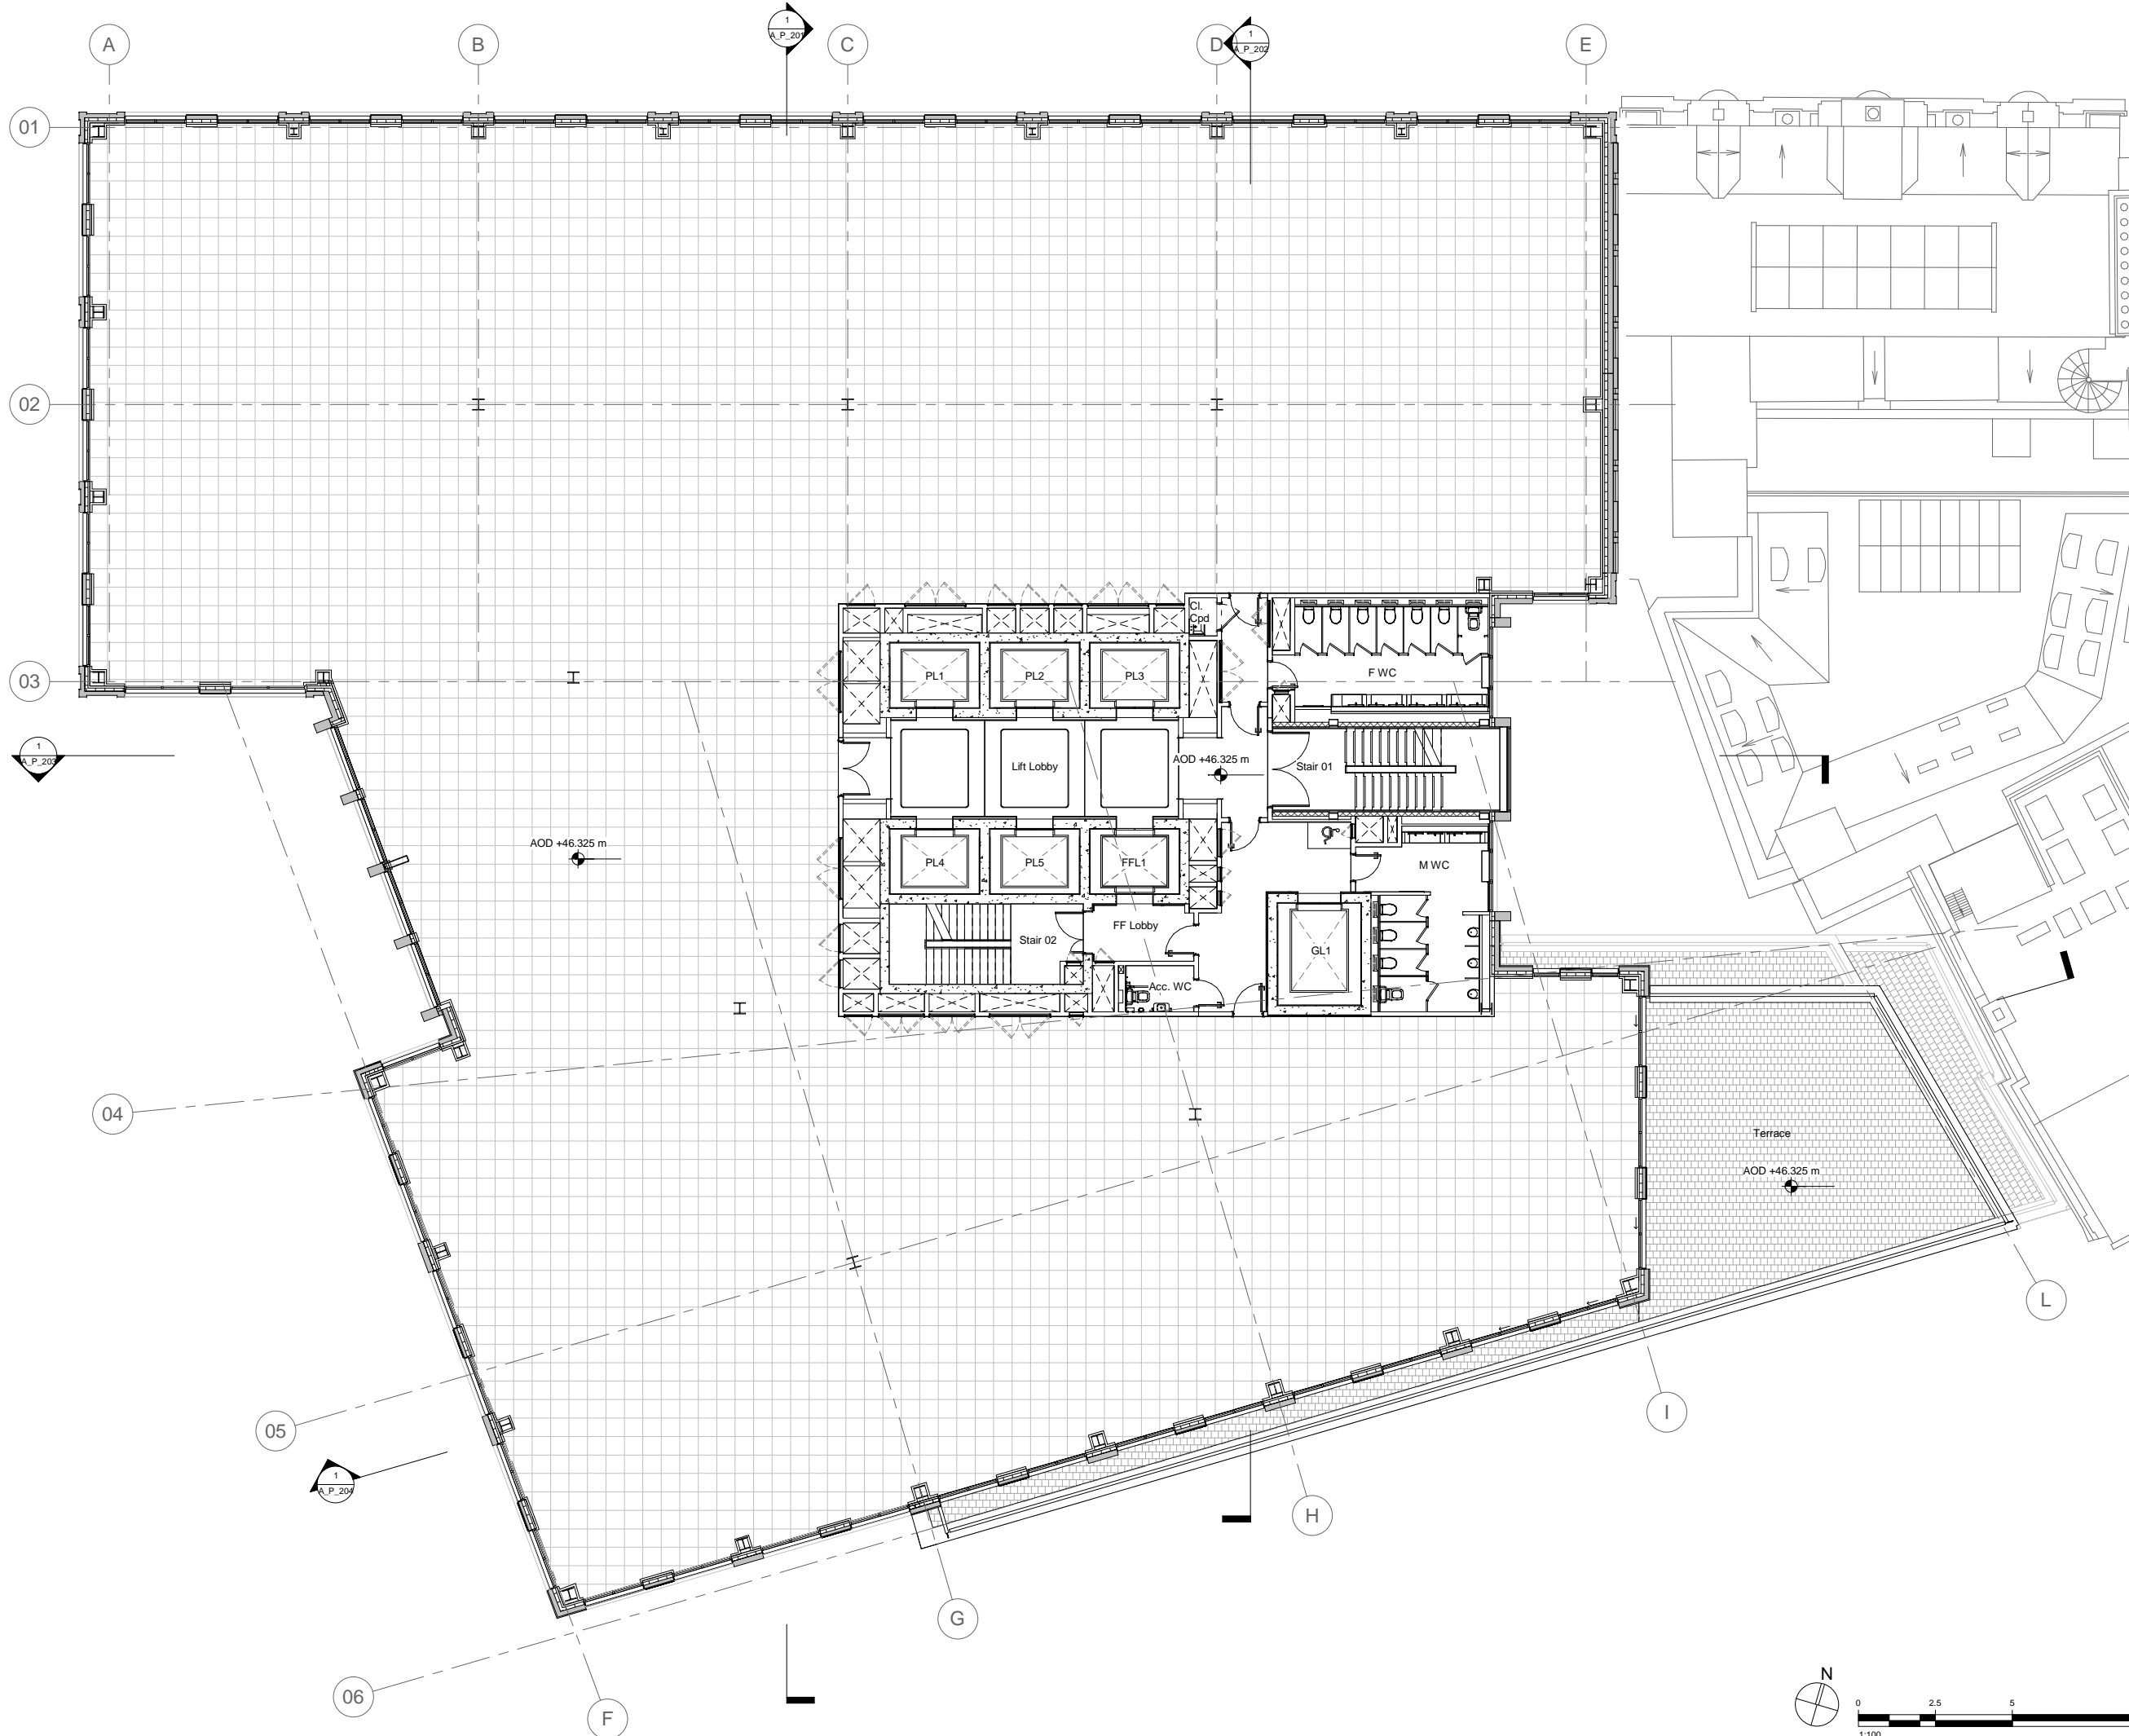 1
A_P_201
1
A_P_202
A
B
C
D
E
01
02
Cl.
Cpd
03
PL1
PL2
PL3
F WC
1
A_P_203
Lift Lobby
AOD +46.325 m
Stair 01
AOD +46.325 m
PL4
PL5
FFL1
M WC
FF Lobby
Stair 02
GL1
Acc. WC
04
Terrace
AOD +46.325 m
L
I
05
1
A_P_204
H
G
06
F
N
0
2.5
5
1:100